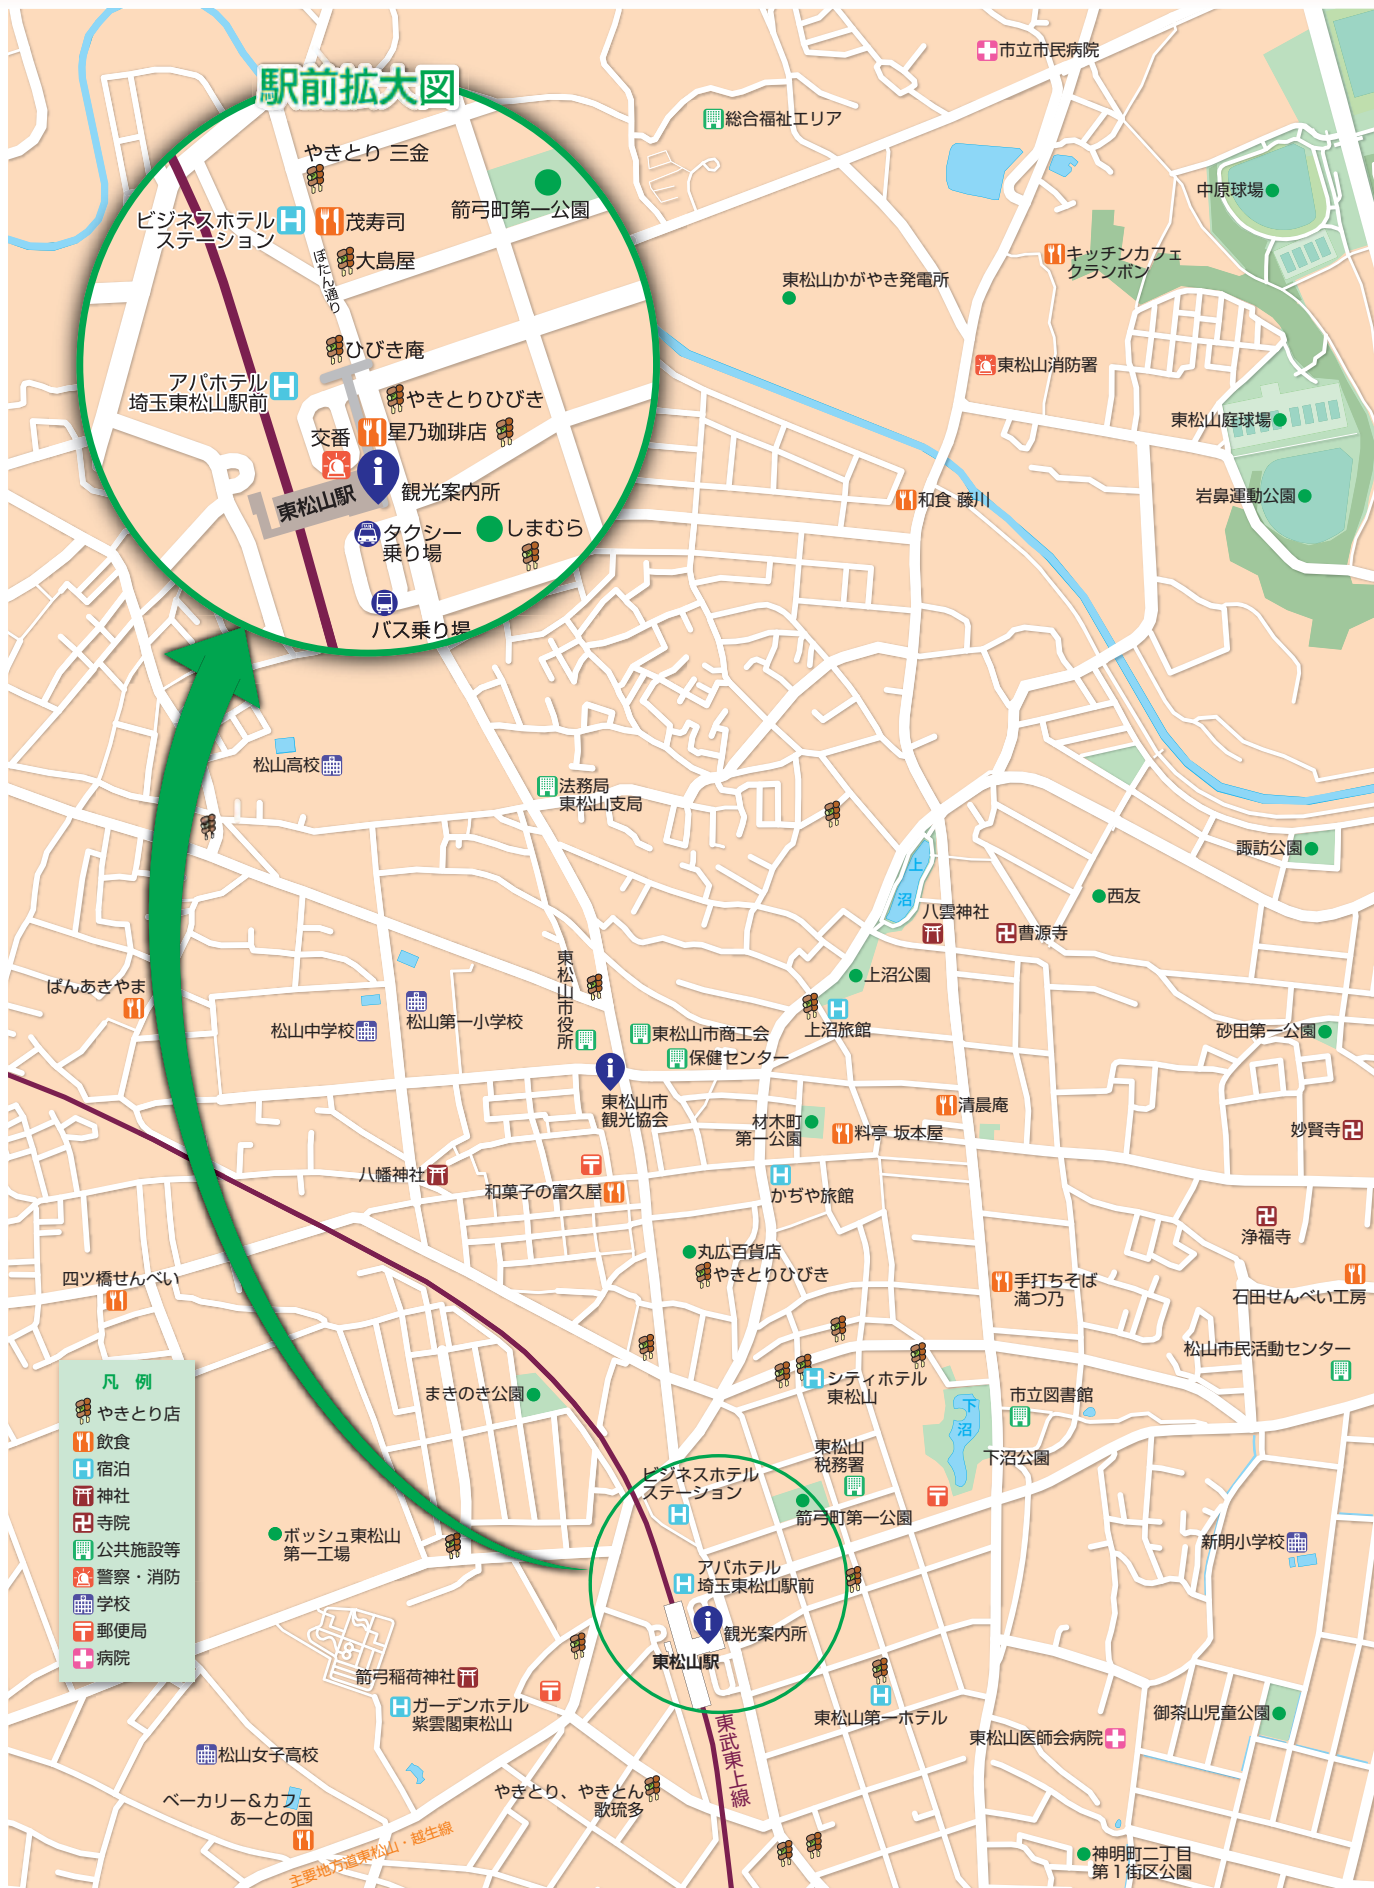 駅前拡大図
やきとり 三金
箭弓町第一公園
ビジネスホテル
ステーション
茂寿司
大島屋
ぼたん通り
ひびき庵
アパホテル
埼玉東松山駅前
やきとりひびき
交番
星乃珈琲店
観光案内所
東松山駅
タクシー
乗り場
しまむら
バス乗り場
市立市民病院
総合福祉エリア
中原球場
キッチンカフェ
クランボン
東松山かがやき発電所
東松山消防署
東松山庭球場
岩鼻運動公園
和食 藤川
松山高校
法務局
東松山支局
諏訪公園
上沼
西友
八雲神社
曹源寺
上沼公園
ぱんあきやま
松山中学校
松山第一小学校
東松山市役所
東松山市商工会
保健センター
上沼旅館
砂田第一公園
東松山市
観光協会
清晨庵
材木町
第一公園
料亭 坂本屋
妙賢寺
八幡神社
和菓子の富久屋
かぢや旅館
浄福寺
丸広百貨店
やきとりひびき
四ツ橋せんべい
手打ちそば
満つ乃
石田せんべい工房
松山市民活動センター
まきのき公園
シティホテル
東松山
市立図書館
下沼
下沼公園
東松山
税務署
凡 例
やきとり店
飲食
宿泊
神社
寺院
公共施設等
警察・消防
学校
郵便局
病院
ビジネスホテル
ステーション
箭弓町第一公園
ボッシュ東松山
第一工場
新明小学校
アパホテル
埼玉東松山駅前
観光案内所
東松山駅
箭弓稲荷神社
ガーデンホテル
紫雲閣東松山
東松山第一ホテル
御茶山児童公園
東松山医師会病院
東武東上線
松山女子高校
ベーカリー＆カフェ
あーとの国
やきとり、やきとん
歌琉多
主要地方道東松山・越生線
神明町二丁目
第１街区公園